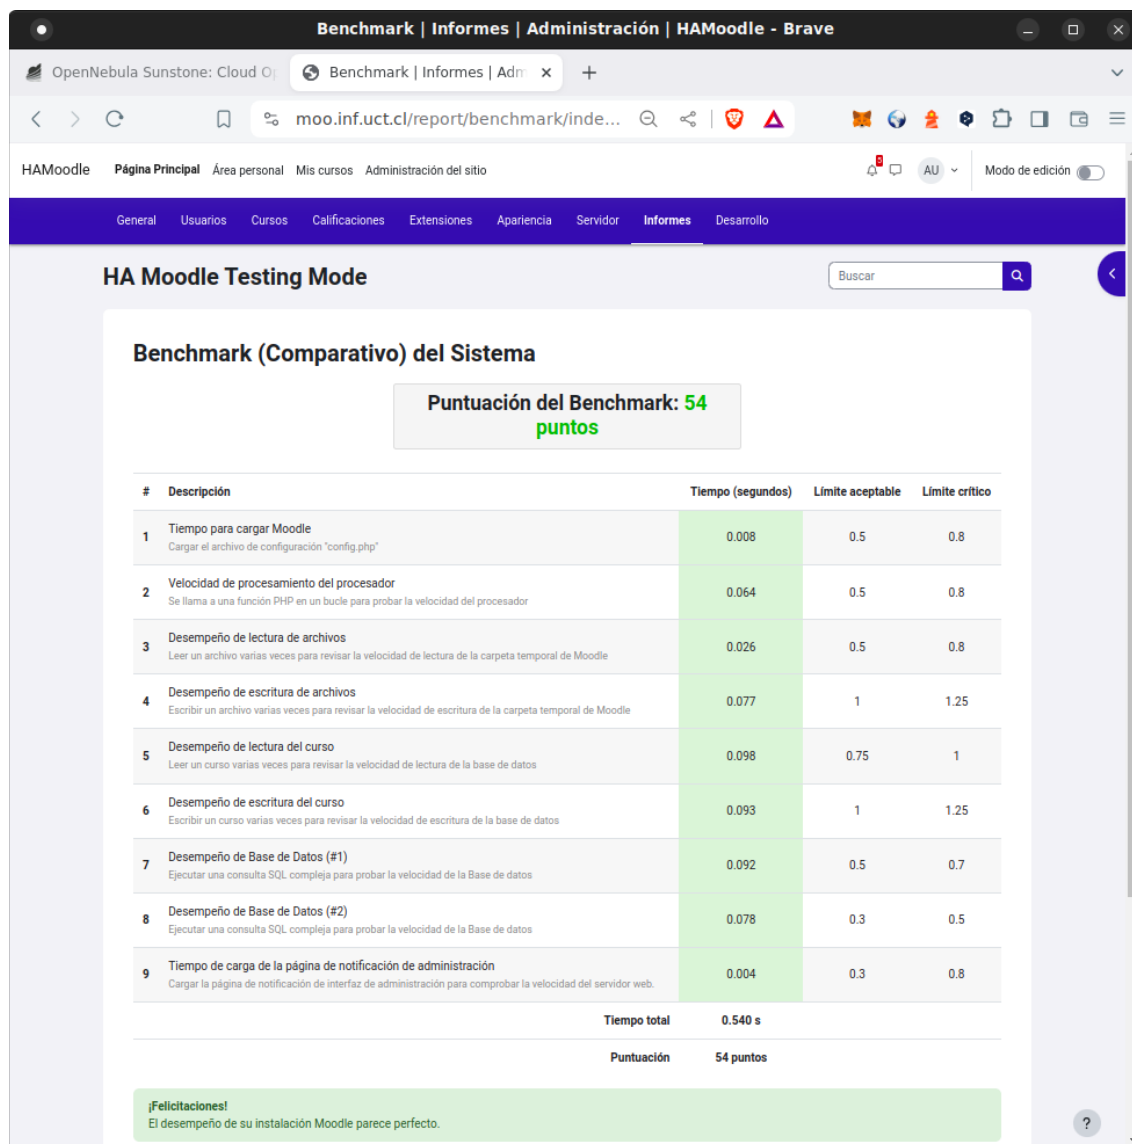 Benchmark | Informes | Administración | HAMoodle - Brave
OpenNebula Sunstone: Cloud Op
Benchmark | Informes | Adm
moo.inf.uct.cl/report/benchmark/inde...
HAMoodle Página Principal Área personal Mis cursos Administración del sitio
5
AU
Modo de edición
General Usuarios Cursos Calificaciones Extensiones Apariencia Servidor Informes Desarrollo
HA Moodle Testing Mode
Buscar
Benchmark (Comparativo) del Sistema
Puntuación del Benchmark: 54
puntos
# Descripción Tiempo (segundos) Límite aceptable Límite crítico
1 Tiempo para cargar Moodle 0.008 0.5 0.8
Cargar el archivo de configuración "config.php"
2 Velocidad de procesamiento del procesador 0.064 0.5 0.8
Se llama a una función PHP en un bucle para probar la velocidad del procesador
3 Desempeño de lectura de archivos 0.026 0.5 0.8
Leer un archivo varias veces para revisar la velocidad de lectura de la carpeta temporal de Moodle
4 Desempeño de escritura de archivos 0.077 1 1.25
Escribir un archivo varias veces para revisar la velocidad de escritura de la carpeta temporal de Moodle
5 Desempeño de lectura del curso 0.098 0.75 1
Leer un curso varias veces para revisar la velocidad de lectura de la base de datos
6 Desempeño de escritura del curso 0.093 1 1.25
Escribir un curso varias veces para revisar la velocidad de escritura de la base de datos
7 Desempeño de Base de Datos (#1) 0.092 0.5 0.7
Ejecutar una consulta SQL compleja para probar la velocidad de la Base de datos
8 Desempeño de Base de Datos (#2) 0.078 0.3 0.5
Ejecutar una consulta SQL compleja para probar la velocidad de la Base de datos
9 Tiempo de carga de la página de notificación de administración 0.004 0.3 0.8
Cargar la página de notificación de interfaz de administración para comprobar la velocidad del servidor web.
Tiempo total 0.540 s
Puntuación 54 puntos
¡Felicitaciones!
El desempeño de su instalación Moodle parece perfecto.
?